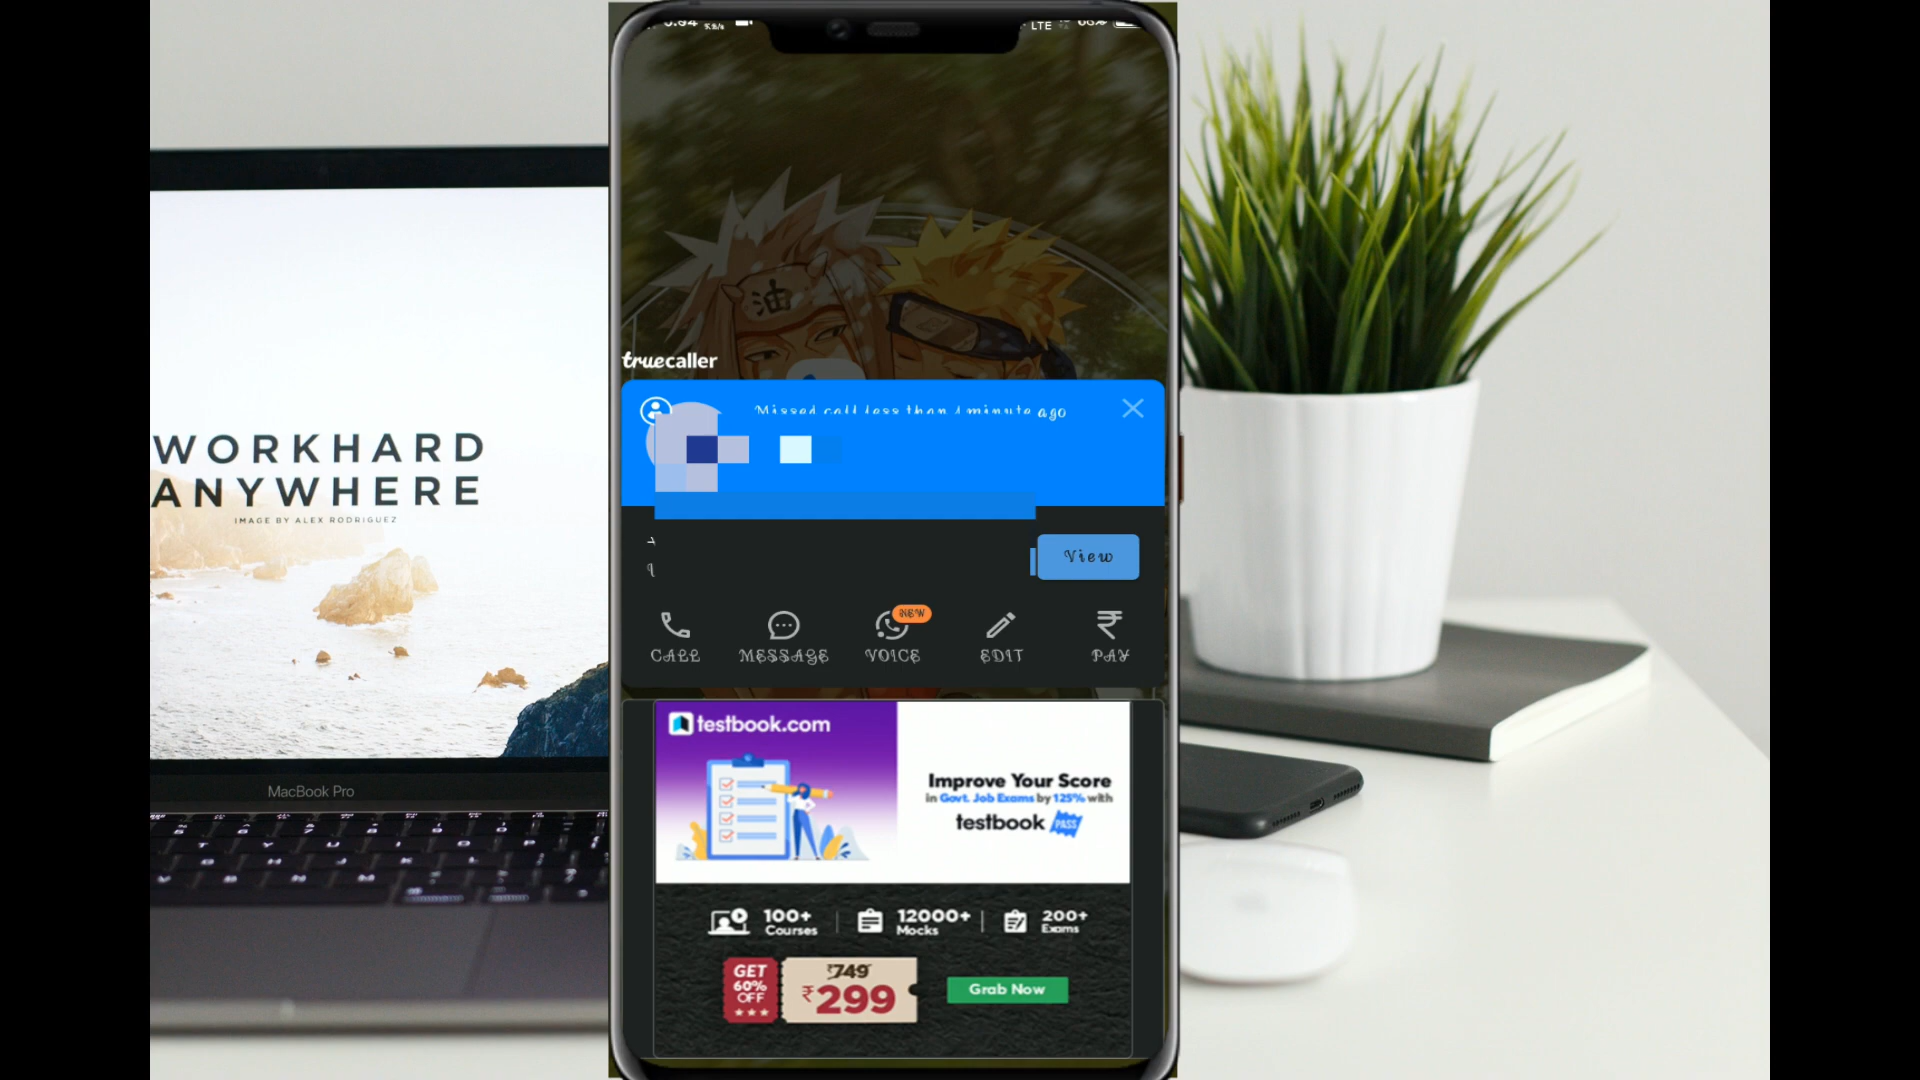 LTE
油
truecaller
Missed call less than 1 minute ago
View
NEW
CALL
MESSAGE
VOICE
EDIT
PAY
testbook.com
Improve Your Score
in Govt. Job Exams by 125% with
testbook PASS
100+
Courses
12000+
Mocks
200+
Exams
GET
60%
OFF
₹749
₹299
Grab Now
WORKHARD
ANYWHERE
IMAGE BY ALEX RODRIGUEZ
MacBook Pro